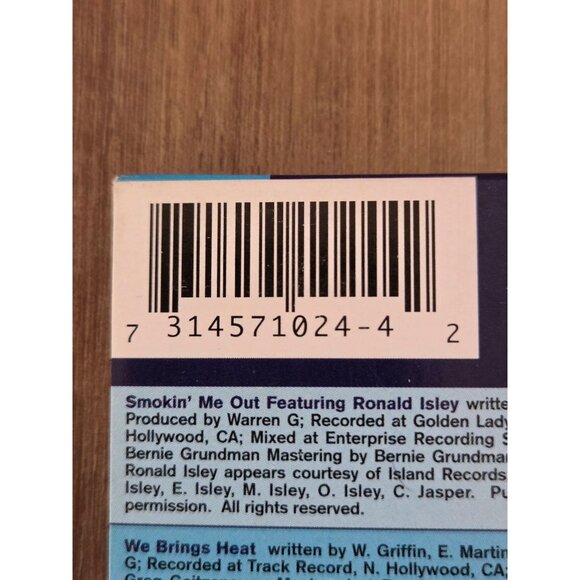 7 314571024-4 2
Smokin' Me Out Featuring Ronald Isley writte
Produced by Warren G; Recorded at Golden Lady
Hollywood, CA; Mixed at Enterprise Recording S
Bernie Grundman Mastering by Bernie Grundman
Ronald Isley appears courtesy of Island Records
Isley, E. Isley, M. Isley, O. Isley, C. Jasper. Pu
permission. All rights reserved.
We Brings Heat written by W. Griffin, E. Martin
G; Recorded at Track Record, N. Hollywood, CA;